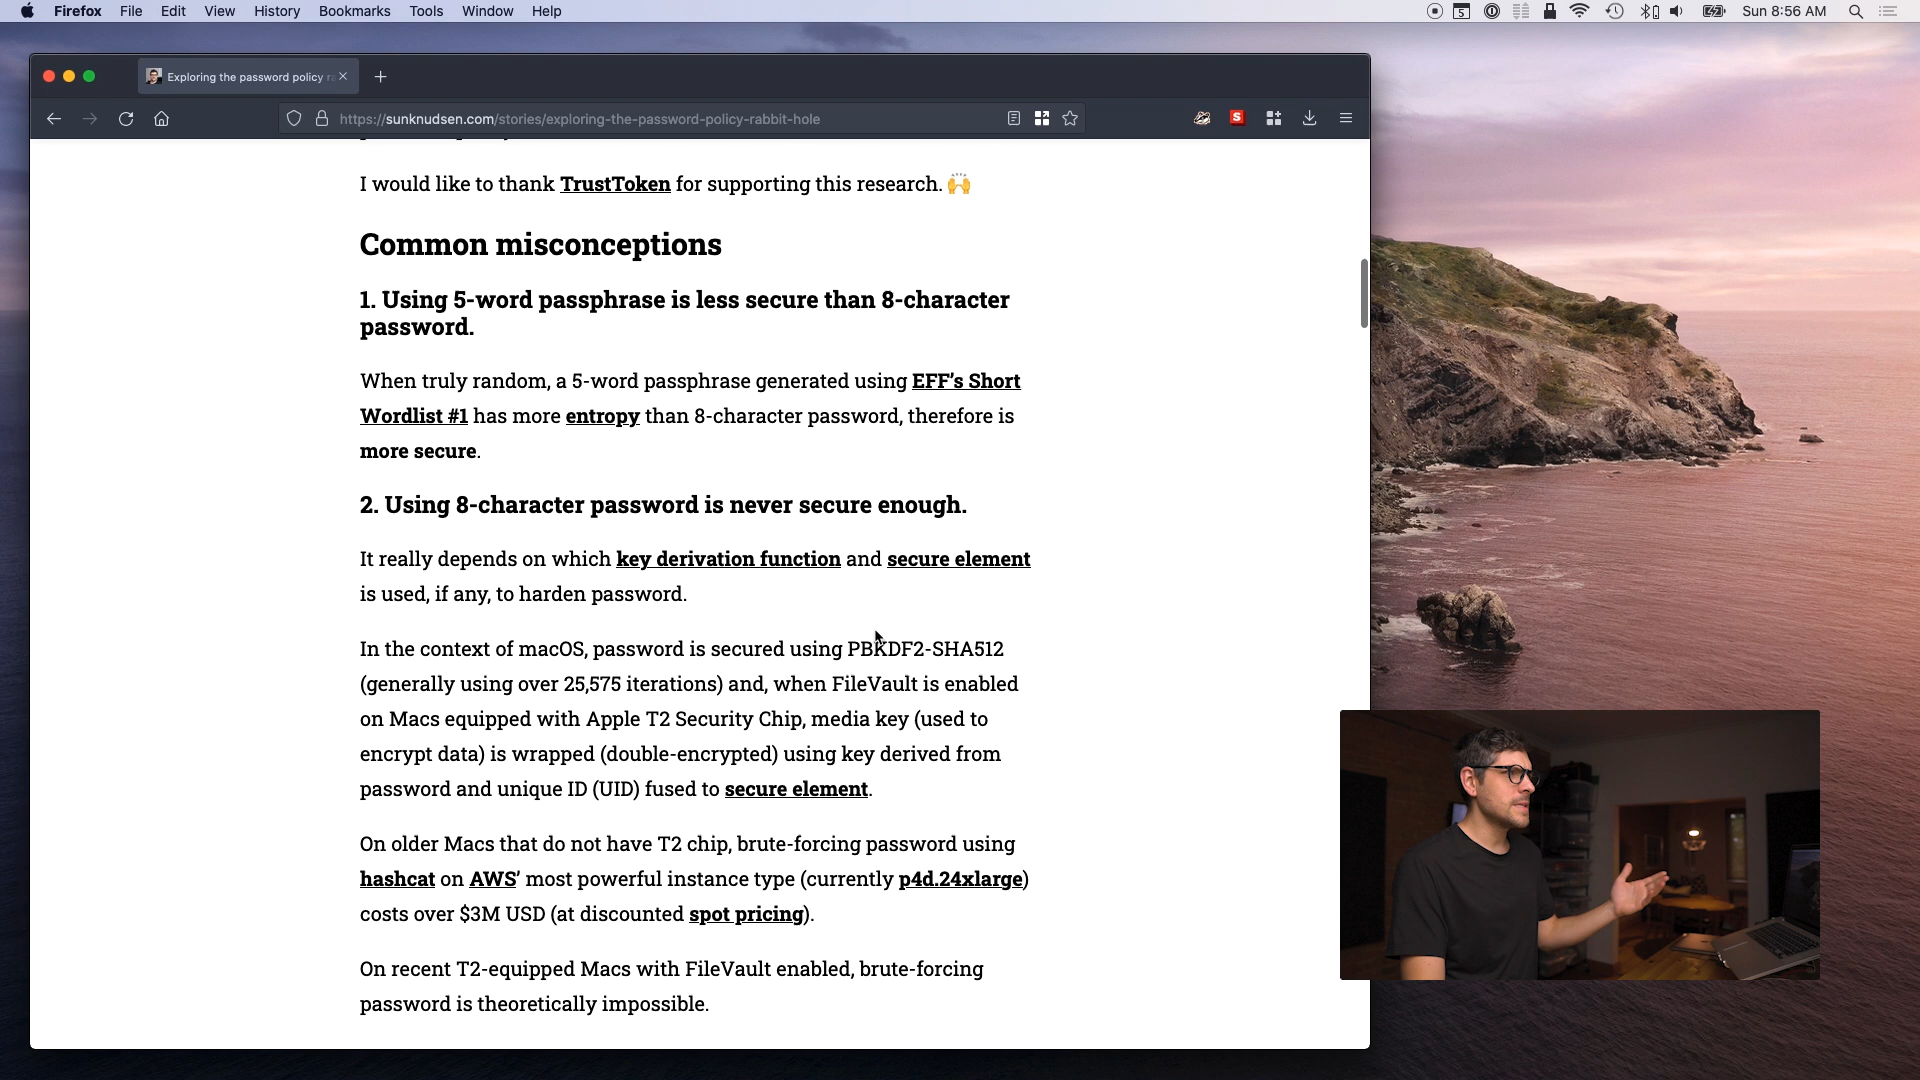 Firefox File Edit View History Bookmarks Tools Window Help
5
Sun 8:56 AM
Exploring the password policy ra
https://sunknudsen.com/stories/exploring-the-password-policy-rabbit-hole
S
I would like to thank TrustToken for supporting this research. 🙌
Common misconceptions
1. Using 5-word passphrase is less secure than 8-character
password.
When truly random, a 5-word passphrase generated using EFF's Short
Wordlist #1 has more entropy than 8-character password, therefore is
more secure.
2. Using 8-character password is never secure enough.
It really depends on which key derivation function and secure element
is used, if any, to harden password.
In the context of macOS, password is secured using PBKDF2-SHA512
(generally using over 25,575 iterations) and, when FileVault is enabled
on Macs equipped with Apple T2 Security Chip, media key (used to
encrypt data) is wrapped (double-encrypted) using key derived from
password and unique ID (UID) fused to secure element.
On older Macs that do not have T2 chip, brute-forcing password using
hashcat on AWS' most powerful instance type (currently p4d.24xlarge)
costs over $3M USD (at discounted spot pricing).
On recent T2-equipped Macs with FileVault enabled, brute-forcing
password is theoretically impossible.